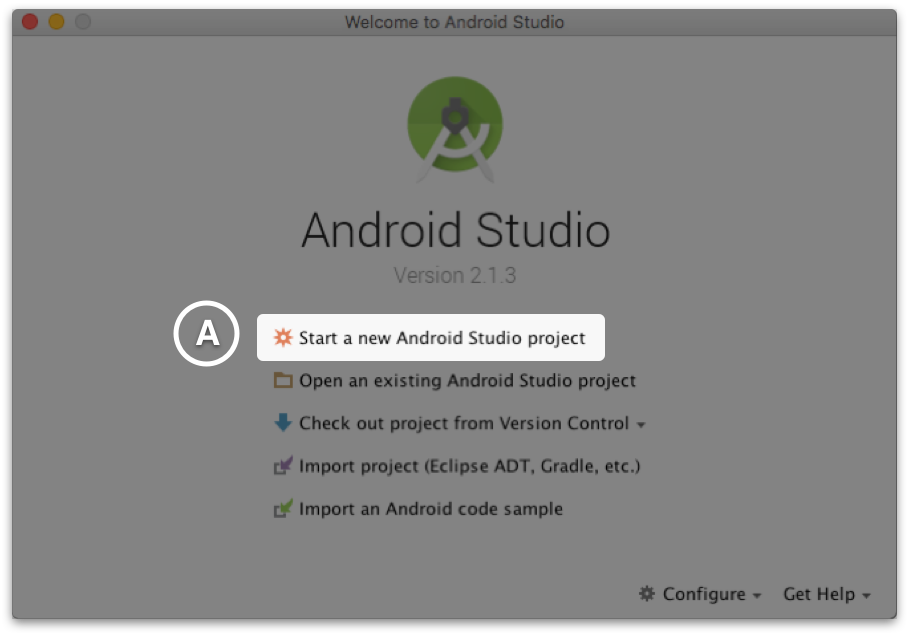 Welcome to Android Studio
Android Studio
Version 2.1.3
A
Start a new Android Studio project
Open an existing Android Studio project
Check out project from Version Control
Import project (Eclipse ADT, Gradle, etc.)
Import an Android code sample
Configure Get Help